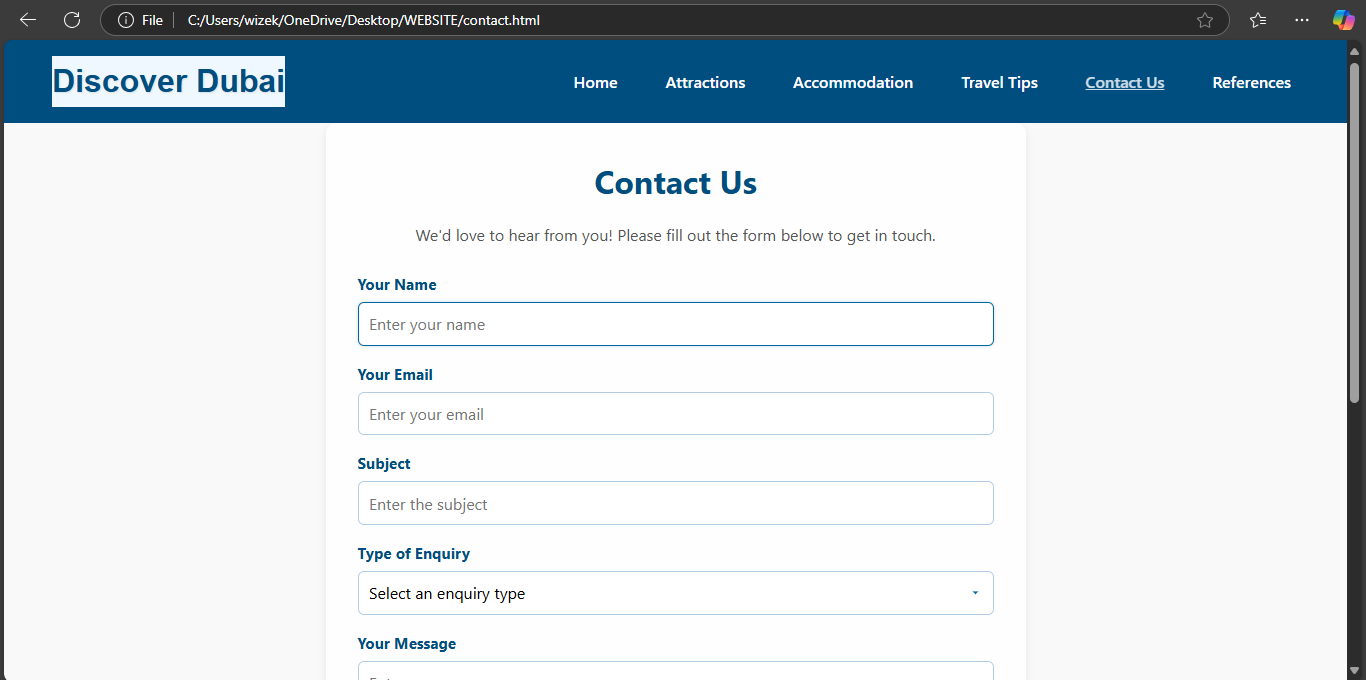 File C:/Users/wizek/OneDrive/Desktop/WEBSITE/contact.html
Discover Dubai Home Attractions Accommodation Travel Tips Contact Us References
Contact Us
We'd love to hear from you! Please fill out the form below to get in touch.
Your Name
Enter your name
Your Email
Enter your email
Subject
Enter the subject
Type of Enquiry
Select an enquiry type
Your Message